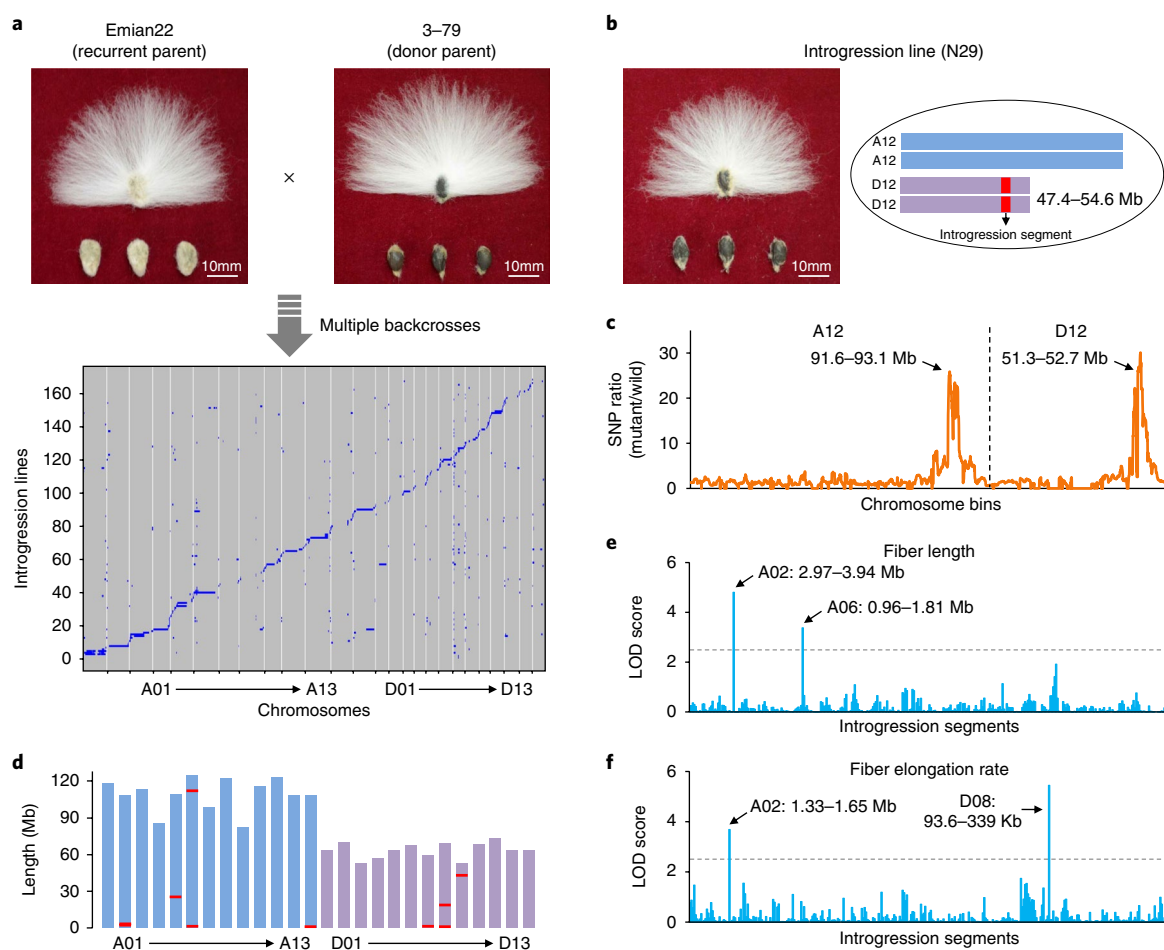 a
Emian22
(recurrent parent)
3–79
(donor parent)
×
10mm
10mm
Multiple backcrosses
Introgression lines
160
140
120
100
80
60
40
20
0
A01
A13
D01
D13
Chromosomes
b
Introgression line (N29)
10mm
A12
A12
D12
D12
47.4–54.6 Mb
Introgression segment
c
A12
D12
91.6–93.1 Mb
51.3–52.7 Mb
SNP ratio
(mutant/wild)
30
20
10
0
Chromosome bins
d
Length (Mb)
120
90
60
30
0
A01
A13
D01
D13
e
Fiber length
A02: 2.97–3.94 Mb
A06: 0.96–1.81 Mb
LOD score
6
4
2
0
Introgression segments
f
Fiber elongation rate
A02: 1.33–1.65 Mb
D08:
93.6–339 Kb
LOD score
6
4
2
0
Introgression segments